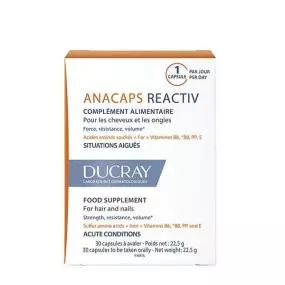 1
CAPSULE
PAR JOUR
PER DAY
ANACAPS REACTIV
COMPLÉMENT ALIMENTAIRE
Pour les cheveux et les ongles
Force, résistance, volume*
Acides aminés soufrés + Fer + Vitamines B6, *B8, PP, E
SITUATIONS AIGUËS
DUCRAY
LABORATOIRES DERMATOLOGIQUES
FOOD SUPPLEMENT
For hair and nails
Strength, resistance, volume*
Sulfur amino acids + Iron + Vitamins B6, *B8, PP and E
ACUTE CONDITIONS
30 capsules à avaler - Poids net : 22,5 g
30 capsules to be taken orally - Net weight : 22,5 g
PARIS